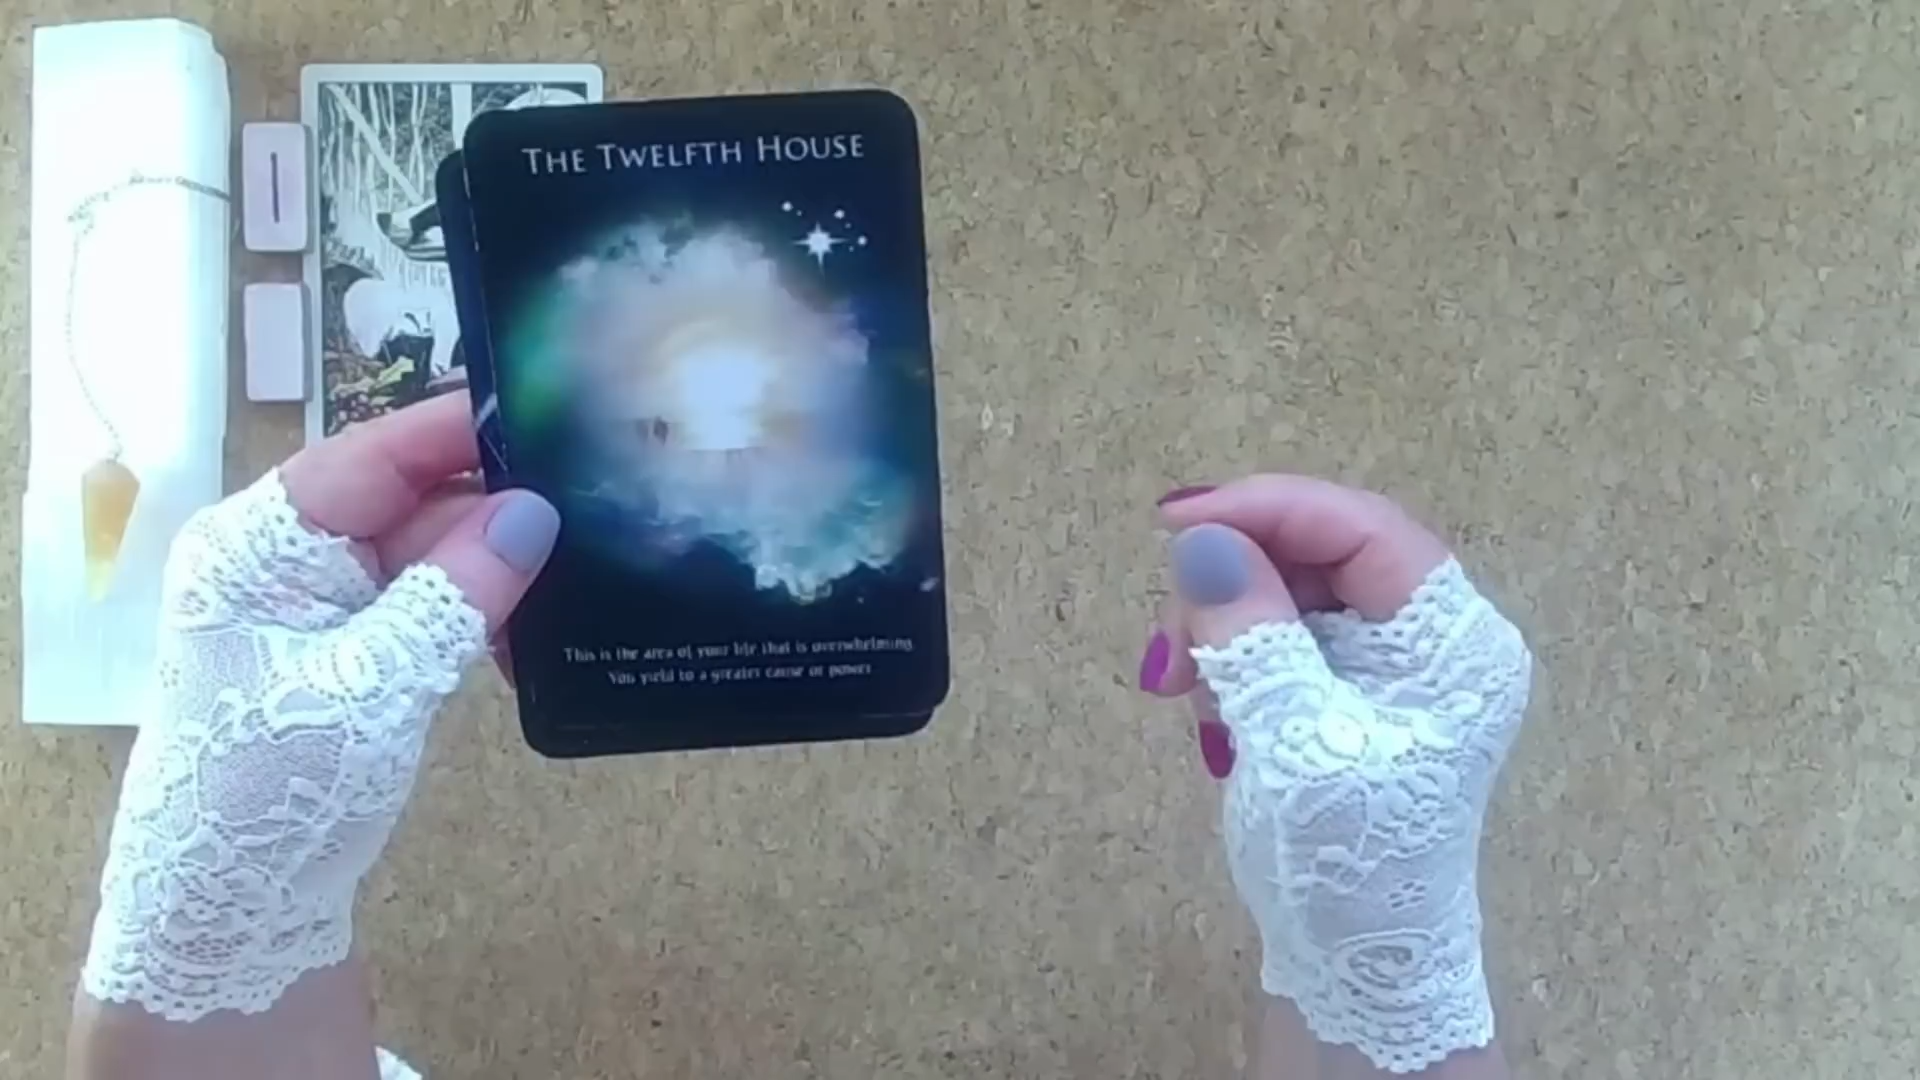 THE TWELFTH HOUSE
This is the area of your life that is overwhelming.
You yield to a greater cause or power